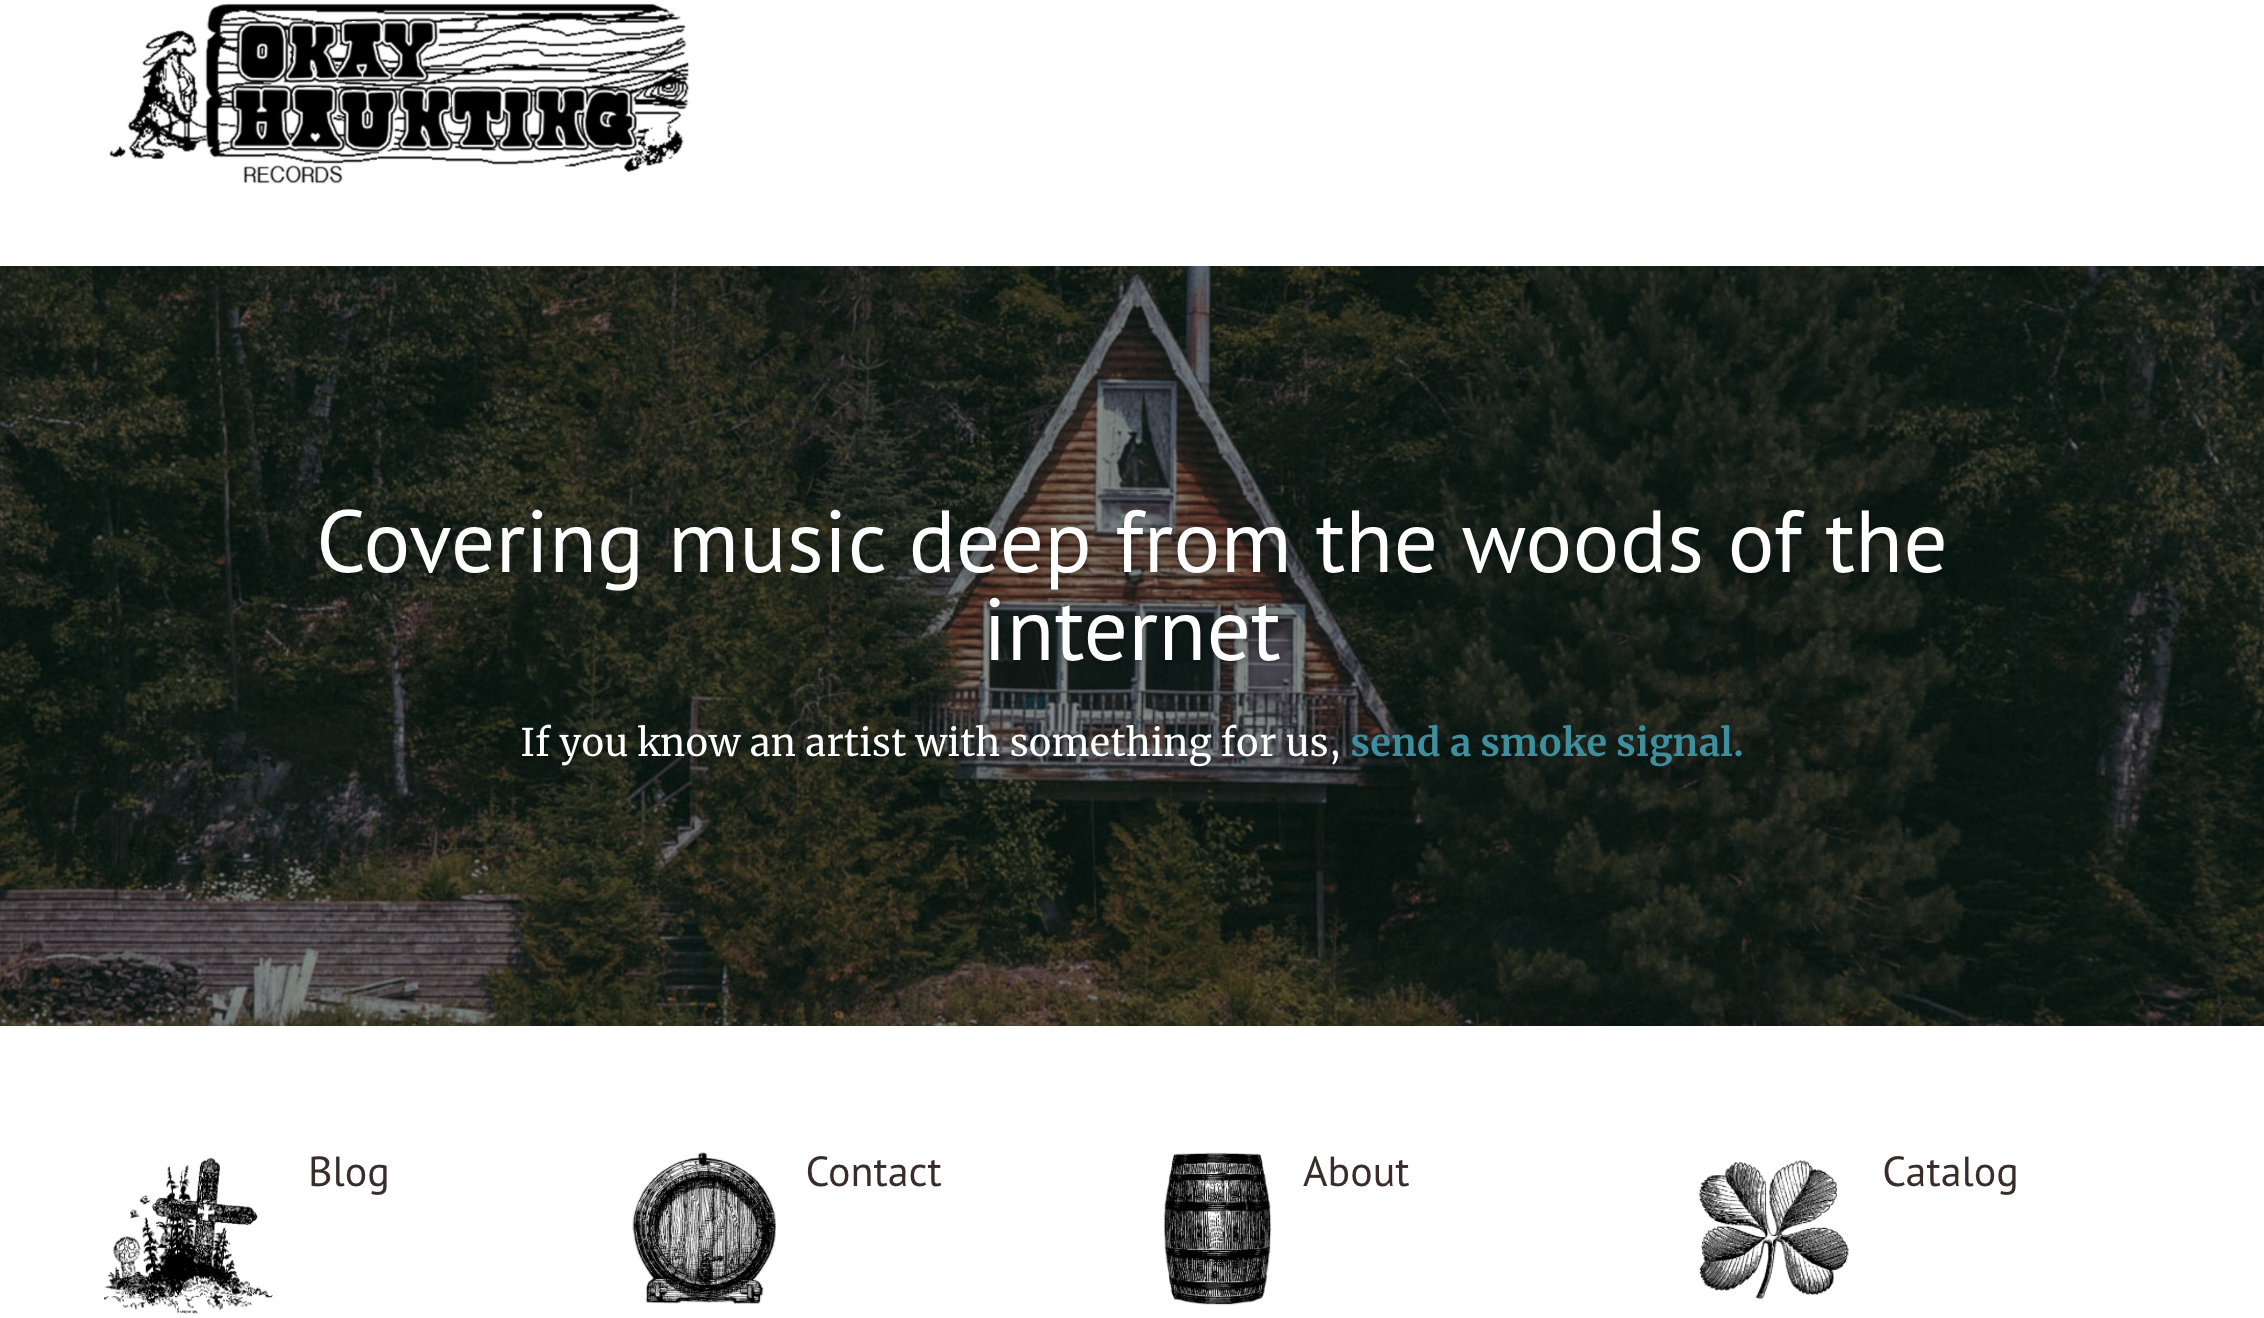 OKAY
HAUNTING
RECORDS
Covering music deep from the woods of the
internet
If you know an artist with something for us, send a smoke signal.
Blog
Contact
About
Catalog